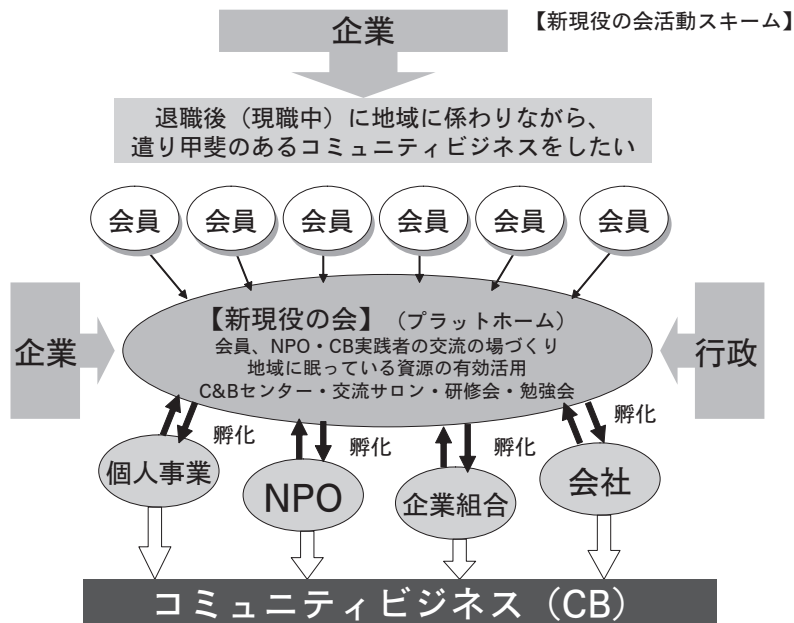 企業
【新現役の会活動スキーム】
退職後（現職中）に地域に係わりながら、
遣り甲斐のあるコミュニティビジネスをしたい
会員
会員
会員
会員
会員
会員
企業
【新現役の会】（プラットホーム）
会員、NPO・CB実践者の交流の場づくり
地域に眠っている資源の有効活用
C&Bセンター・交流サロン・研修会・勉強会
行政
孵化
孵化
孵化
孵化
個人事業
NPO
企業組合
会社
コミュニティビジネス（CB）